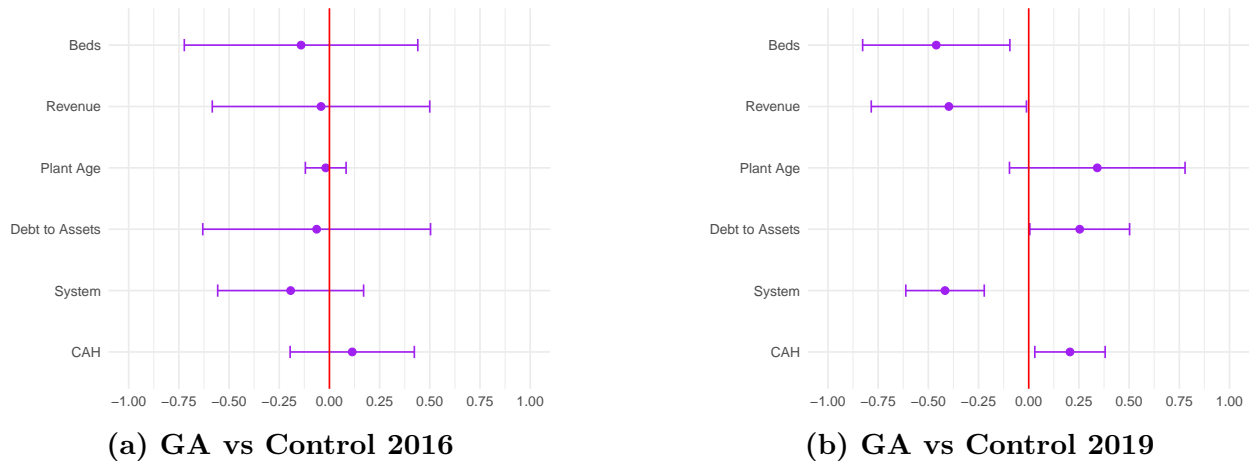 Beds
Revenue
Plant Age
Debt to Assets
System
CAH
−1.00 −0.75 −0.50 −0.25 0.00 0.25 0.50 0.75 1.00
(a) GA vs Control 2016
Beds
Revenue
Plant Age
Debt to Assets
System
CAH
−1.00 −0.75 −0.50 −0.25 0.00 0.25 0.50 0.75 1.00
(b) GA vs Control 2019